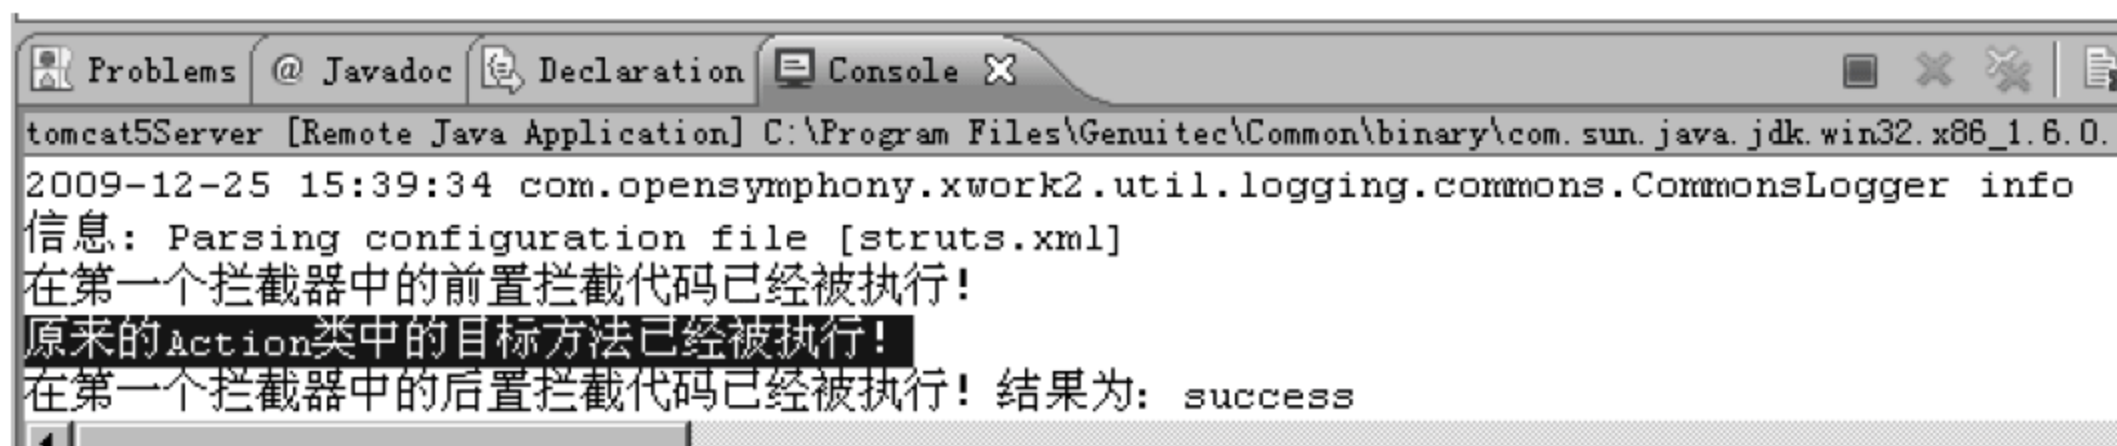 Problems @ Javadoc Declaration Console
tomcat5Server [Remote Java Application] C:\Program Files\Genuitec\Common\binary\com.sun.java.jdk.win32.x86_1.6.0.
2009-12-25 15:39:34 com.opensymphony.xwork2.util.logging.commons.CommonsLogger info
信息: Parsing configuration file [struts.xml]
在第一个拦截器中的前置拦截代码已经被执行!
原来的Action类中的目标方法已经被执行!
在第一个拦截器中的后置拦截代码已经被执行! 结果为: success